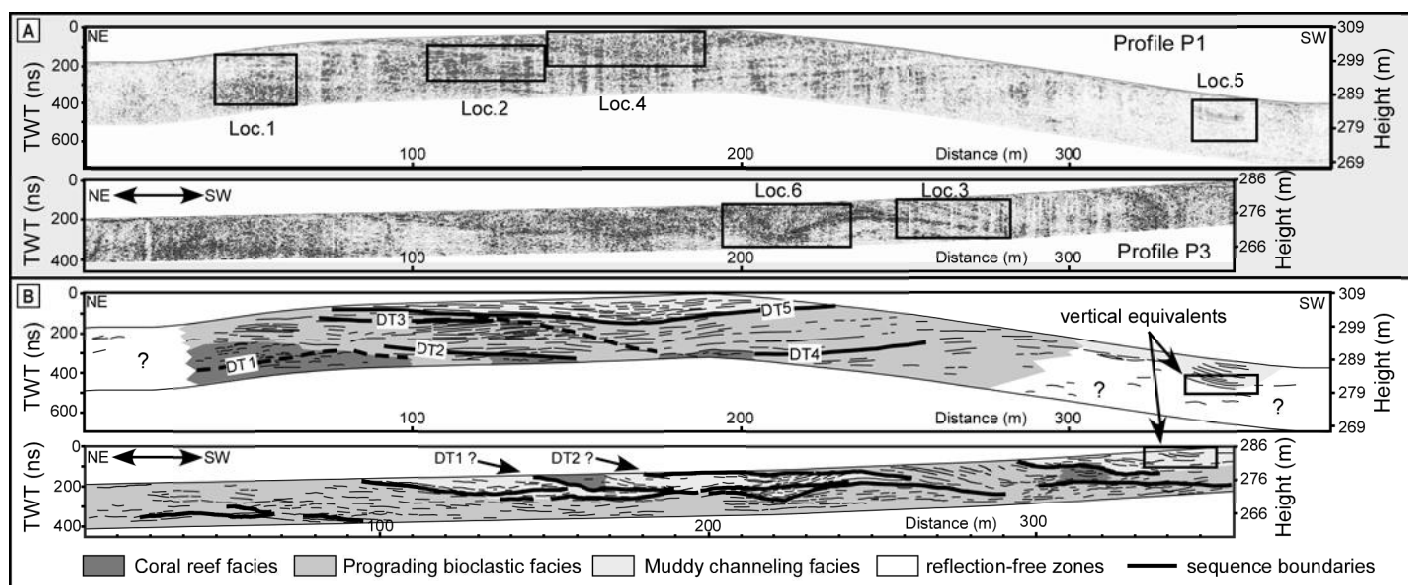 A
NE
Profile P1
SW
TWT (ns)
0
200
400
600
Loc.1
Loc.2
Loc.4
Loc.5
100
200
Distance (m)
300
309
299
289
279
269
Height (m)
TWT (ns)
0
200
400
NE
SW
Loc.6
Loc.3
100
200
Distance (m)
300
Profile P3
286
276
266
Height (m)
B
NE
SW
TWT (ns)
0
200
400
600
?
DT1
DT3
DT2
DT5
DT4
vertical equivalents
?
?
100
200
Distance (m)
300
309
299
289
279
269
Height (m)
TWT (ns)
0
200
400
NE
SW
DT1 ?
DT2 ?
100
200
Distance (m)
300
286
276
266
Height (m)
Coral reef facies
Prograding bioclastic facies
Muddy channeling facies
reflection-free zones
sequence boundaries